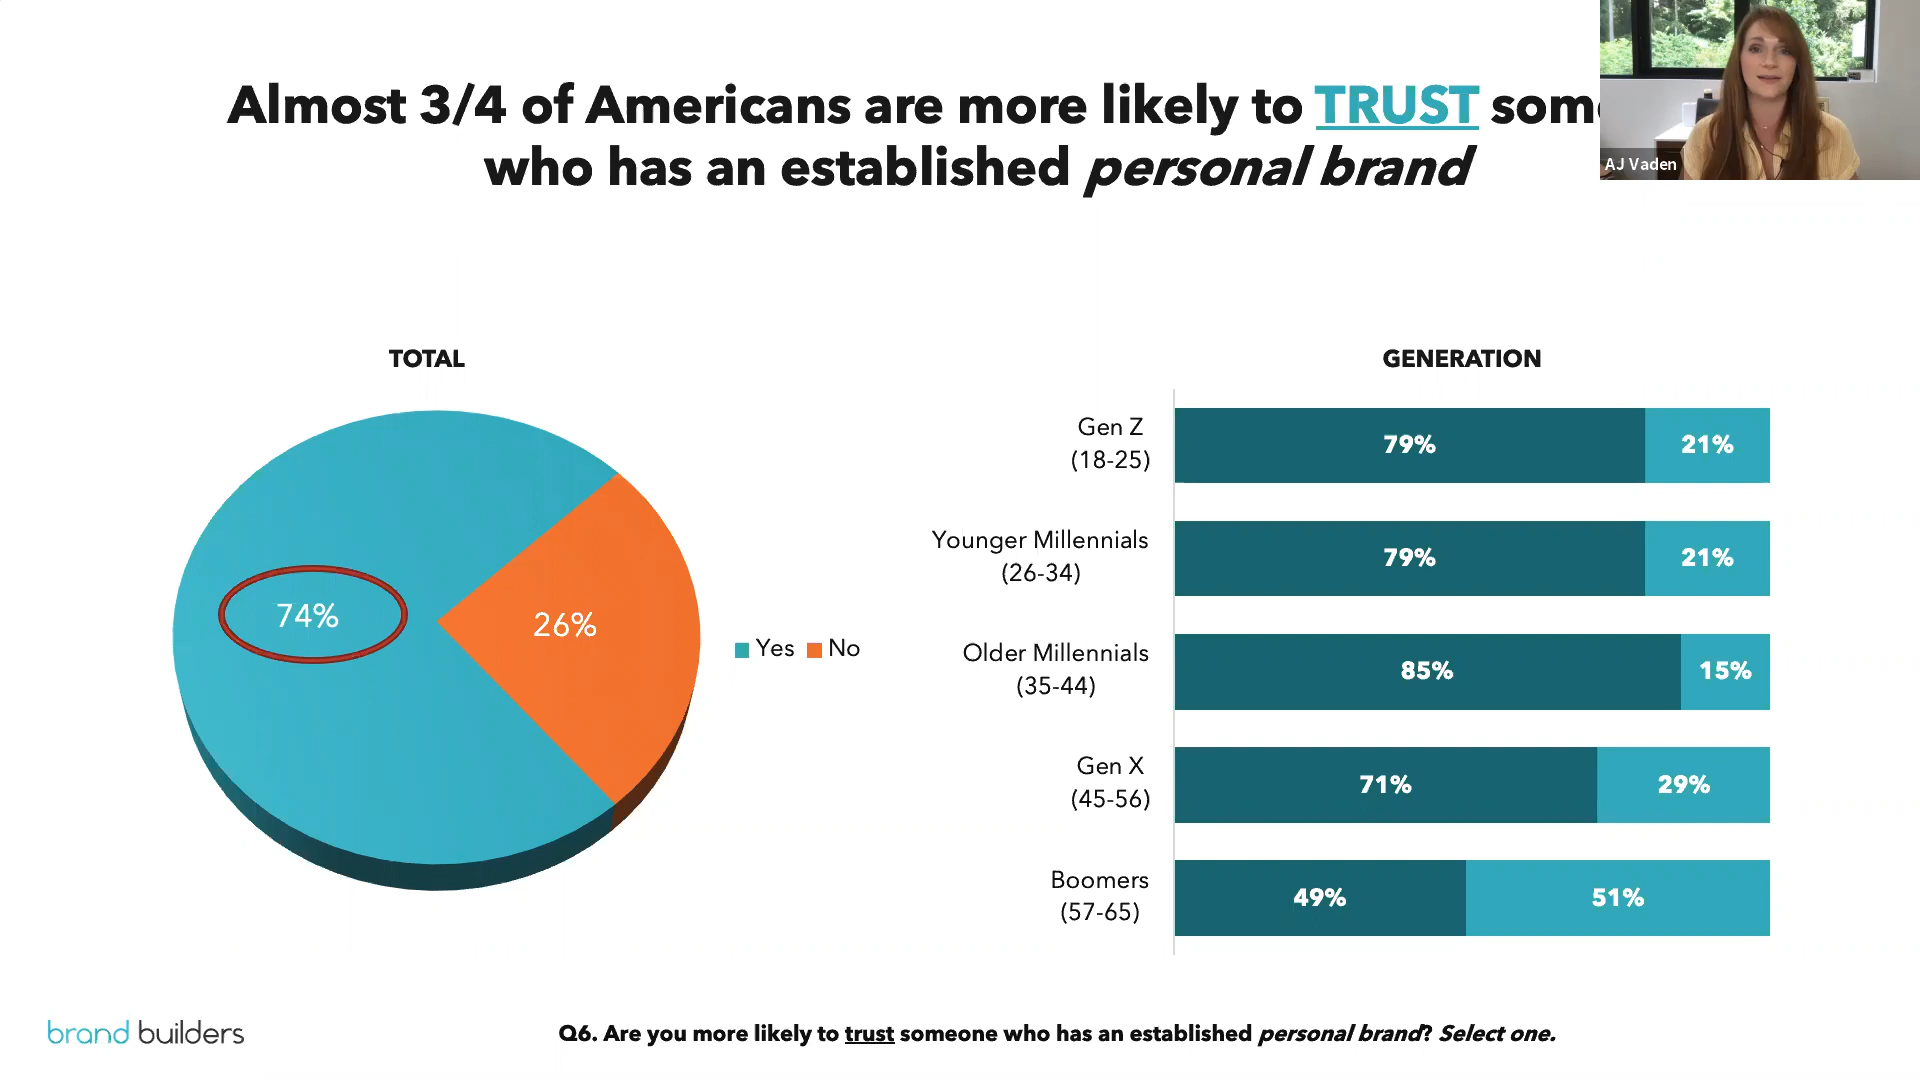 Almost 3/4 of Americans are more likely to TRUST
who has an established personal brand
AJ Vaden
TOTAL
74%
26%
Yes No
GENERATION
Gen Z
(18-25)
79% 21%
Younger Millennials
(26-34)
79% 21%
Older Millennials
(35-44)
85% 15%
Gen X
(45-56)
71% 29%
Boomers
(57-65)
49% 51%
brand builders
Q6. Are you more likely to trust someone who has an established personal brand? Select one.